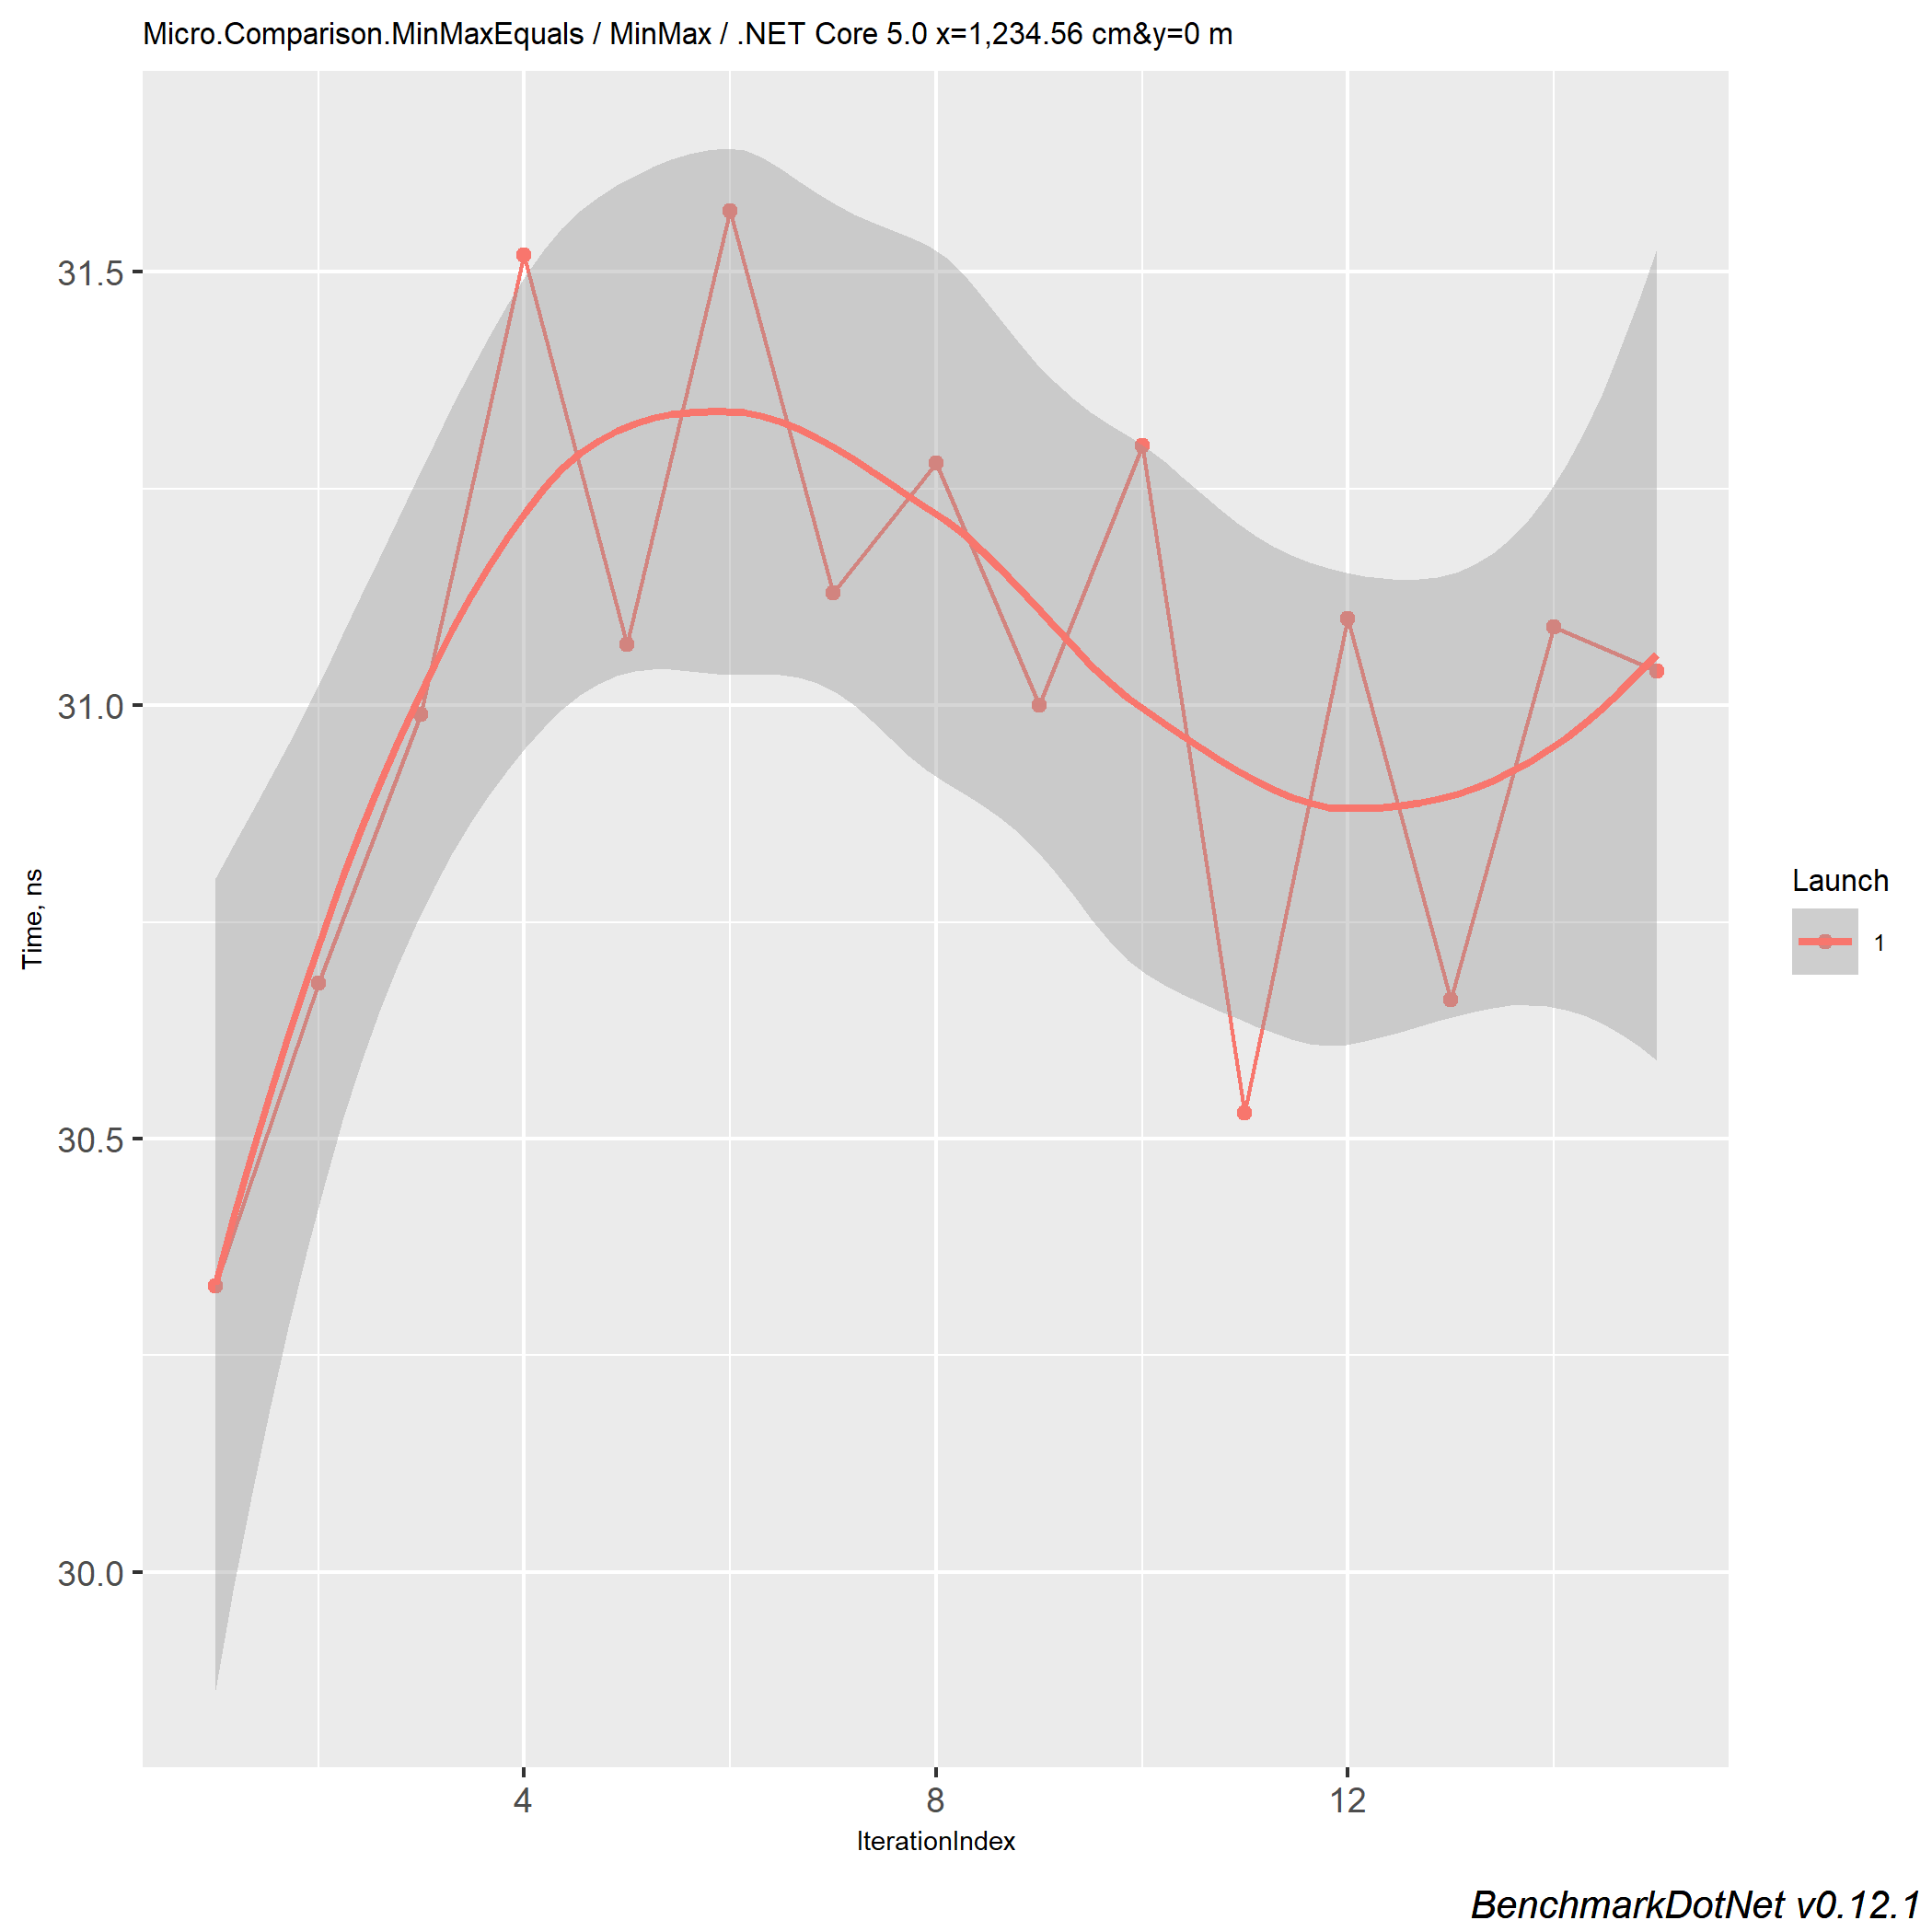 Micro.Comparison.MinMaxEquals / MinMax / .NET Core 5.0 x=1,234.56 cm&y=0 m
31.5
31.0
30.5
30.0
Time, ns
4
8
12
IterationIndex
Launch
1
BenchmarkDotNet v0.12.1